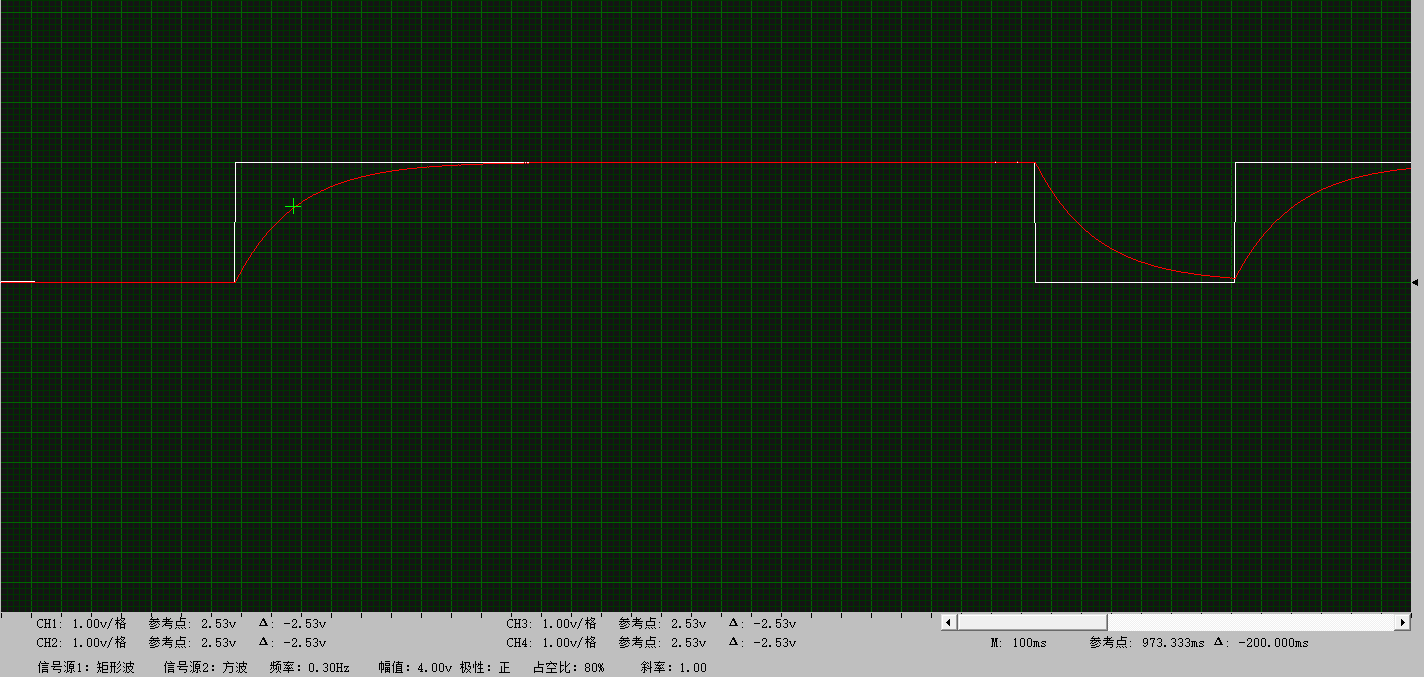 CH1: 1.00v/格 参考点: 2.53v Δ: -2.53v CH3: 1.00v/格 参考点: 2.53v Δ: -2.53v
CH2: 1.00v/格 参考点: 2.53v Δ: -2.53v CH4: 1.00v/格 参考点: 2.53v Δ: -2.53v M: 100ms 参考点: 973.333ms Δ: -200.000ms
信号源1: 矩形波 信号源2: 方波 频率: 0.30Hz 幅值: 4.00v 极性: 正 占空比: 80% 斜率: 1.00